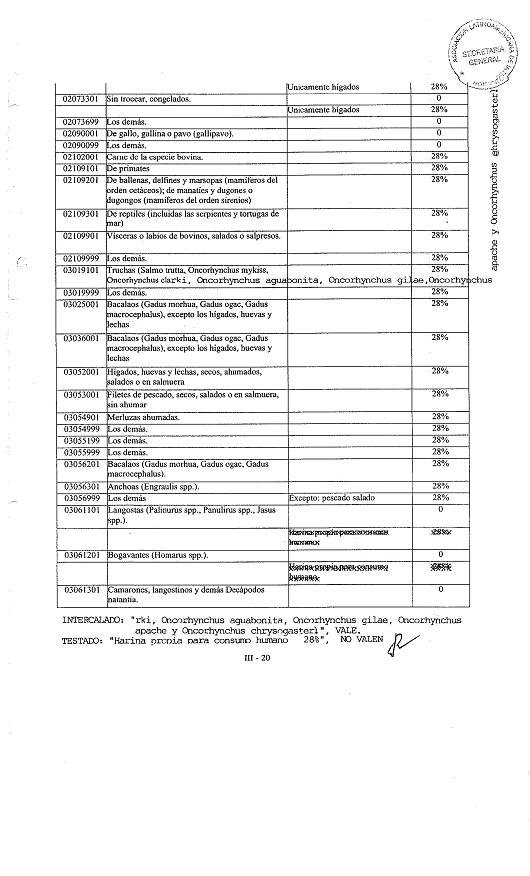 ASOCIACION LATINOAMERICANA DE
SECRETARIA
GENERAL
Unicamente hígados 28%
02073301 Sin trocear, congelados. 0
Unicamente hígados 28%
02073699 Los demás. 0
02090001 De gallo, gallina o pavo (gallipavo). 0
02090099 Los demás. 0
02102001 Carne de la especie bovina. 28%
02109101 De primates 28%
02109201 De ballenas, delfines y marsopas (mamíferos del 28%
orden cetáceos); de manatíes y dugones o
dugongos (mamíferos del orden sirenios)
02109301 De reptiles (incluidas las serpientes y tortugas de 28%
mar)
02109901 Vísceras o labios de bovinos, salados o salpresos. 28%
02109999 Los demás. 28%
03019101 Truchas (Salmo trutta, Oncorhynchus mykiss, 28%
Oncorhynchus clarki, Oncorhynchus aguabonita, Oncorhynchus gilae, Oncorhynchus
apache y Oncorhynchus chrysogasterl
03019999 Los demás. 28%
03025001 Bacalaos (Gadus morhua, Gadus ogac, Gadus 28%
macrocephalus), excepto los hígados, huevas y
lechas
03036001 Bacalaos (Gadus morhua, Gadus ogac, Gadus 28%
macrocephalus), excepto los hígados, huevas y
lechas
03052001 Hígados, huevas y lechas, secos, ahumados, 28%
salados o en salmuera
03053001 Filetes de pescado, secos, salados o en salmuera, 28%
sin ahumar
03054901 Merluzas ahumadas. 28%
03054999 Los demás. 28%
03055199 Los demás. 28%
03055999 Los demás. 28%
03056201 Bacalaos (Gadus morhua, Gadus ogac, Gadus 28%
macrocephalus).
03056301 Anchoas (Engraulis spp.). 28%
03056999 Los demás Excepto: pescado salado 28%
03061101 Langostas (Palinurus spp., Panulirus spp., Jasus 0
spp.).
Harina propia para consumo 28%
humano
03061201 Bogavantes (Homarus spp.). 0
Harina propia para consumo 28%
humano
03061301 Camarones, langostinos y demás Decápodos 0
natantia.
INTERCALADO: "rki, Oncorhynchus aguabonita, Oncorhynchus gilae, Oncorhynchus
apache y Oncorhynchus chrysogasterl", VALE.
TESTADO: "Harina propia para consumo humano 28%", NO VALEN
III - 20